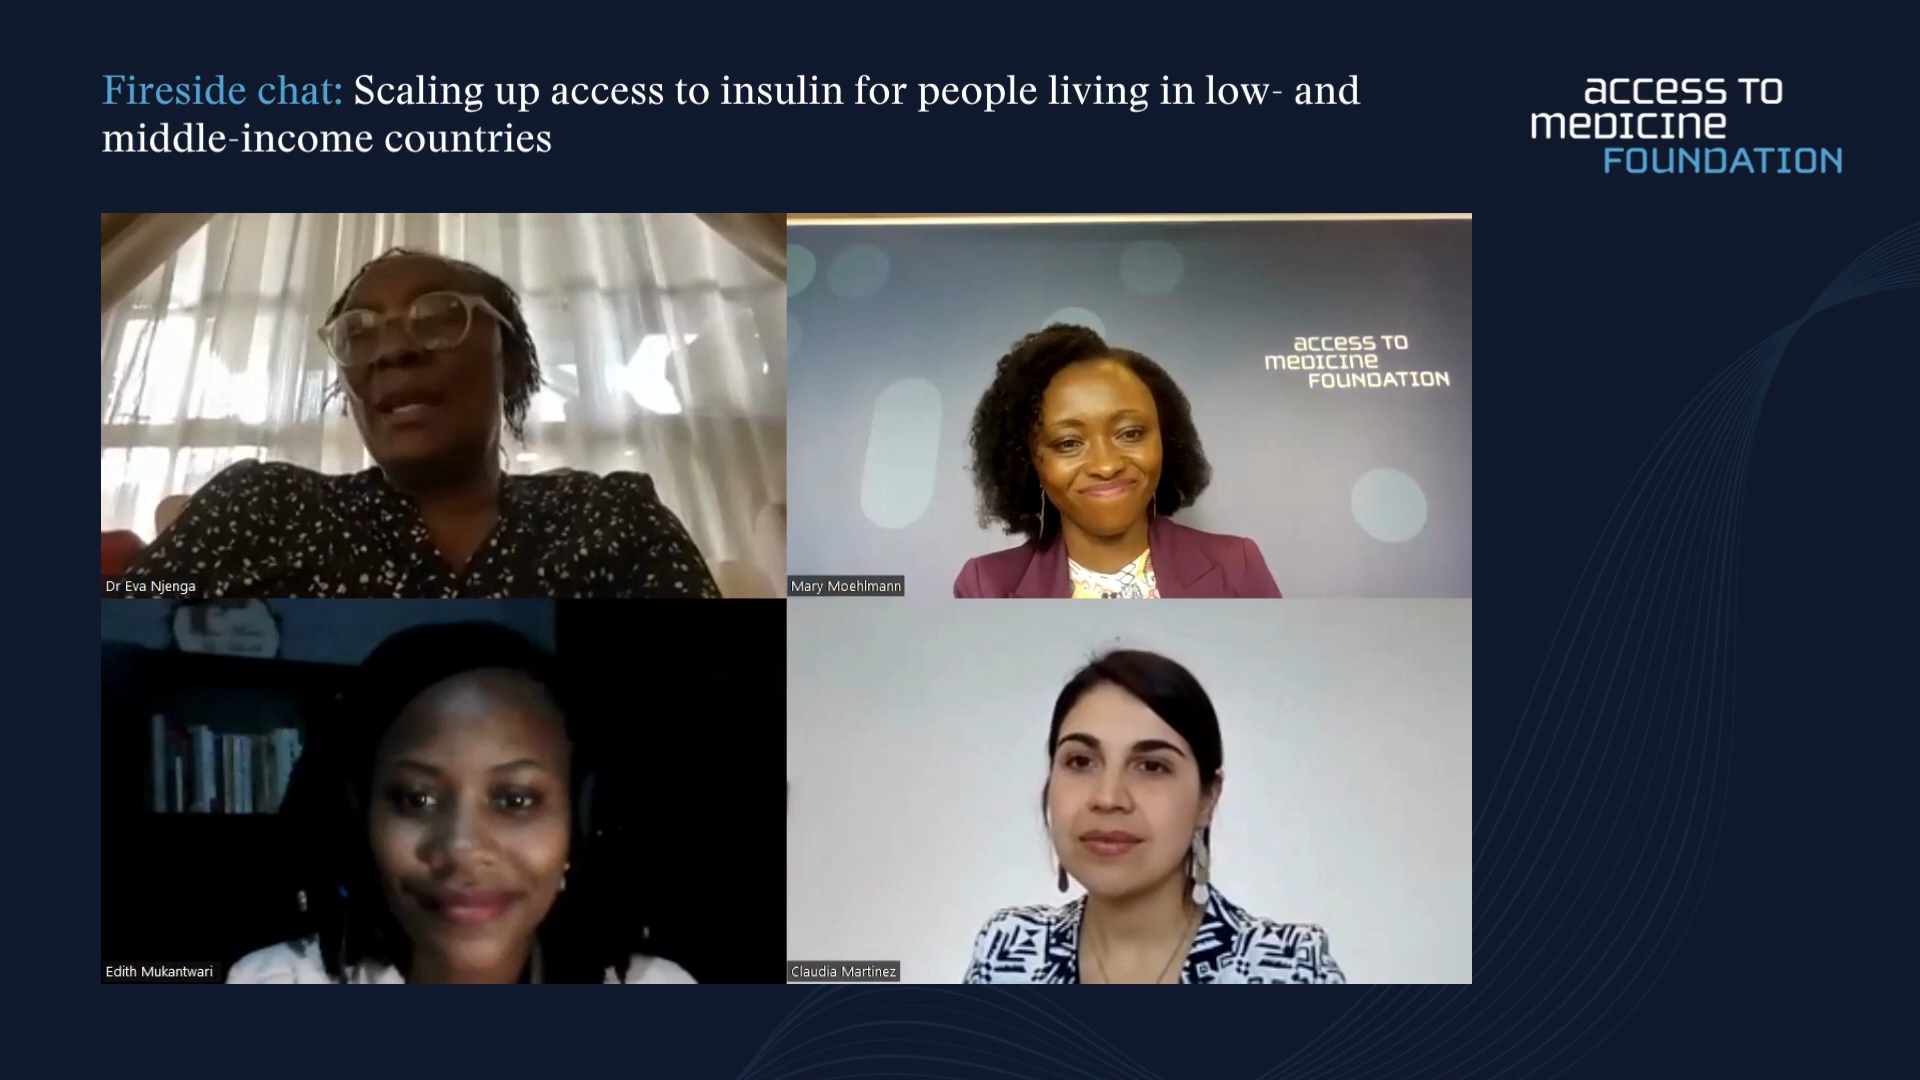 Fireside chat: Scaling up access to insulin for people living in low- and
middle-income countries
access to
medicine
FOUNDATION
access to
medicine
FOUNDATION
Dr Eva Njenga
Mary Moehlmann
Edith Mukantwari
Claudia Martinez